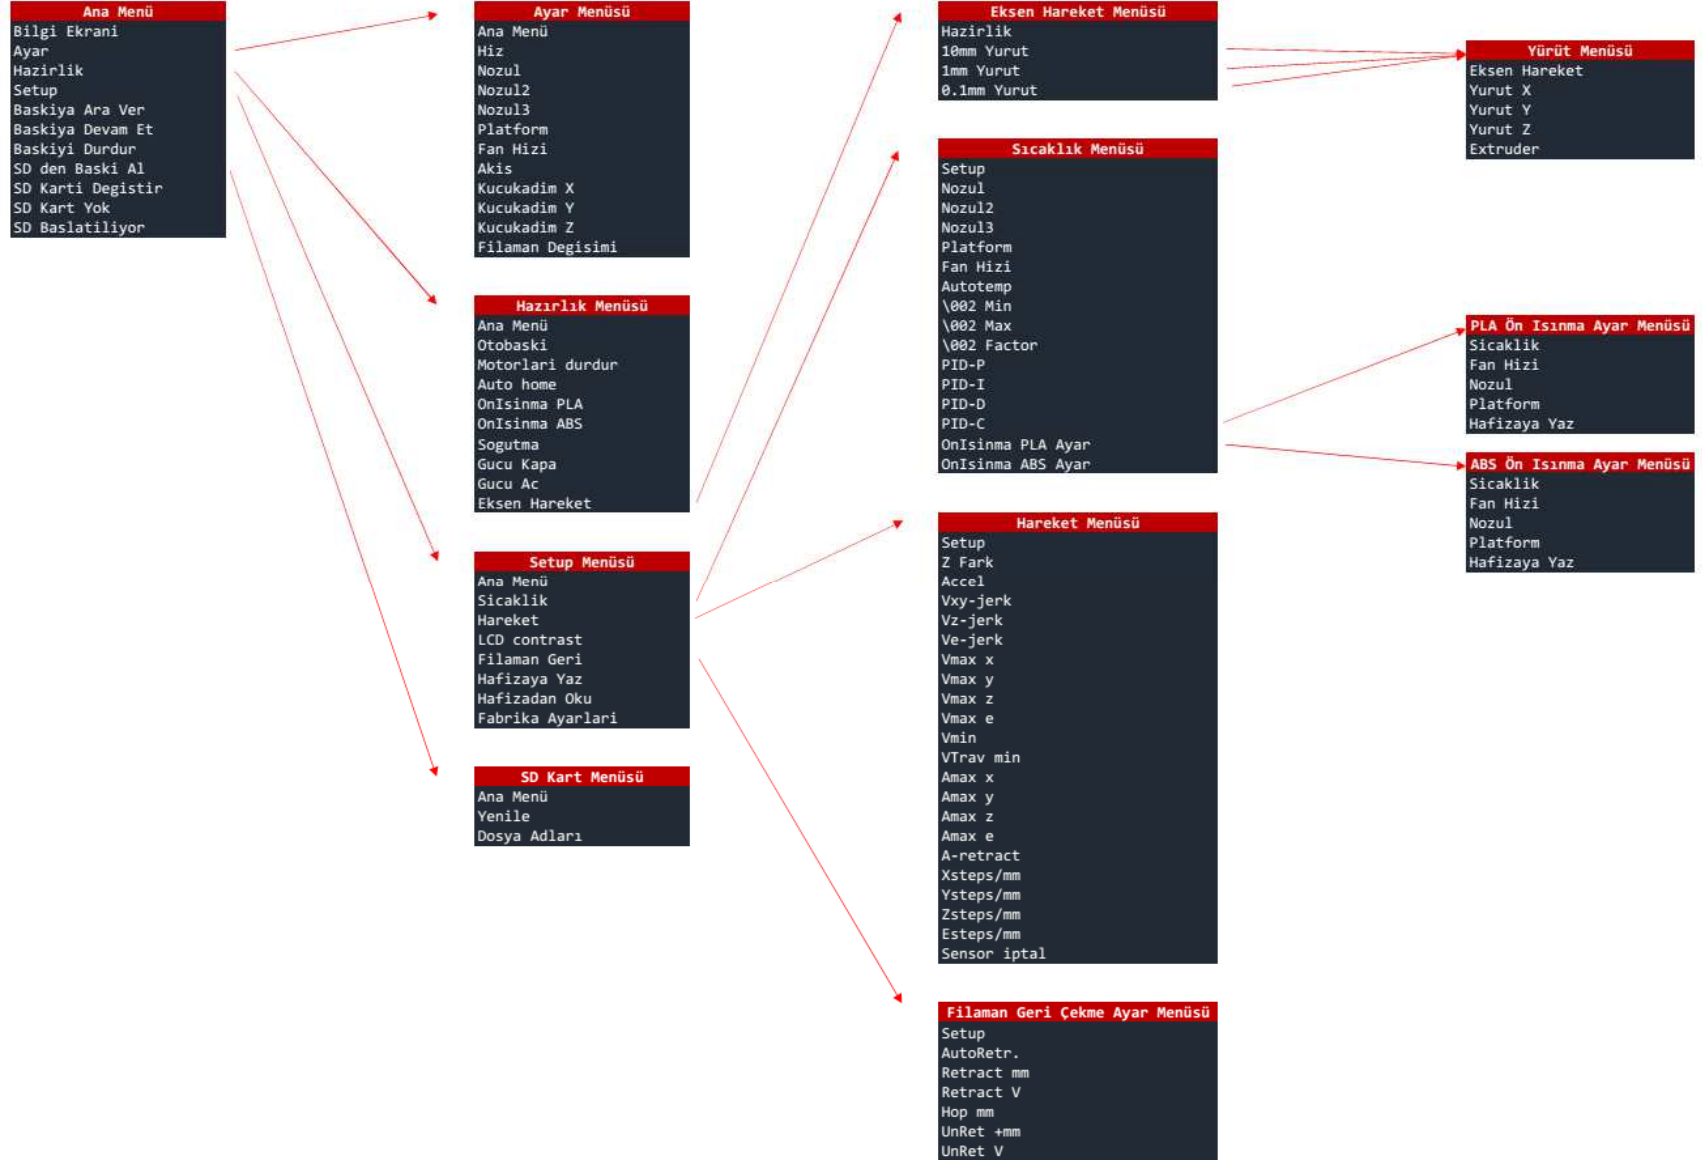 Ana Menü
Bilgi Ekrani
Ayar
Hazirlik
Setup
Baskiya Ara Ver
Baskiya Devam Et
Baskiyi Durdur
SD den Baski Al
SD Karti Degistir
SD Kart Yok
SD Baslatiliyor
Ayar Menüsü
Ana Menü
Hiz
Nozul
Nozul2
Nozul3
Platform
Fan Hizi
Akis
Kucukadim X
Kucukadim Y
Kucukadim Z
Filaman Degisimi
Hazırlık Menüsü
Ana Menü
Otobaski
Motorlari durdur
Auto home
OnIsinma PLA
OnIsinma ABS
Sogutma
Gucu Kapa
Gucu Ac
Eksen Hareket
Setup Menüsü
Ana Menü
Sicaklik
Hareket
LCD contrast
Filaman Geri
Hafizaya Yaz
Hafizadan Oku
Fabrika Ayarlari
SD Kart Menüsü
Ana Menü
Yenile
Dosya Adları
Eksen Hareket Menüsü
Hazirlik
10mm Yurut
1mm Yurut
0.1mm Yurut
Sıcaklık Menüsü
Setup
Nozul
Nozul2
Nozul3
Platform
Fan Hizi
Autotemp
\002 Min
\002 Max
\002 Factor
PID-P
PID-I
PID-D
PID-C
OnIsinma PLA Ayar
OnIsinma ABS Ayar
Hareket Menüsü
Setup
Z Fark
Accel
Vxy-jerk
Vz-jerk
Ve-jerk
Vmax x
Vmax y
Vmax z
Vmax e
Vmin
VTrav min
Amax x
Amax y
Amax z
Amax e
A-retract
Xsteps/mm
Ysteps/mm
Zsteps/mm
Esteps/mm
Sensor iptal
Filaman Geri Çekme Ayar Menüsü
Setup
AutoRetr.
Retract mm
Retract V
Hop mm
UnRet +mm
UnRet V
Yürüt Menüsü
Eksen Hareket
Yurut X
Yurut Y
Yurut Z
Extruder
PLA Ön Isınma Ayar Menüsü
Sicaklik
Fan Hizi
Nozul
Platform
Hafizaya Yaz
ABS Ön Isınma Ayar Menüsü
Sicaklik
Fan Hizi
Nozul
Platform
Hafizaya Yaz